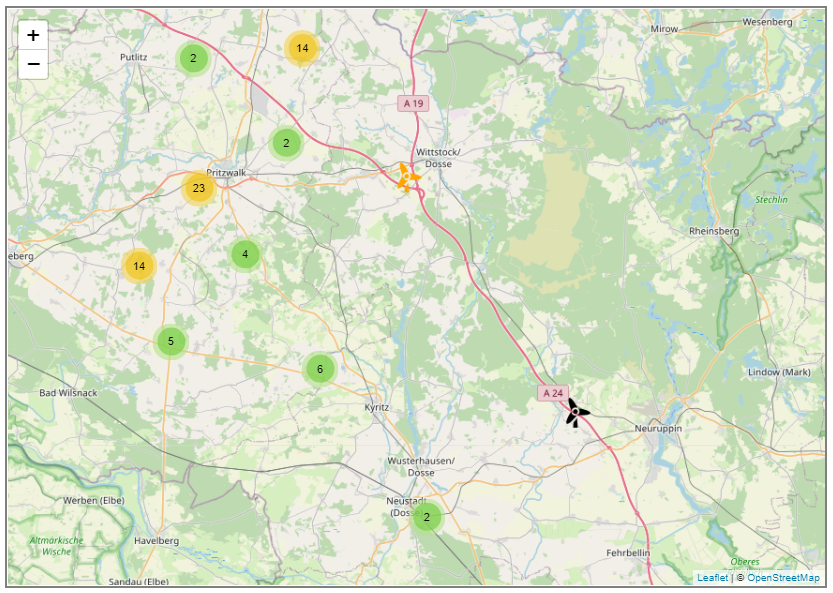 +
−
Putlitz
2
14
Mirow
Wesenberg
A 19
2
Wittstock/
Dosse
Pritzwalk
23
Stechlin
Rheinsberg
eberg
14
4
5
6
Lindow (Mark)
Bad Wilsnack
A 24
Kyritz
Neuruppin
Wusterhausen/
Dosse
Werben (Elbe)
Neustadt
(Dos
2
Altmärkische
Wische
Havelberg
Fehrbellin
Oberes
Sandau (Elbe)
Leaflet | © OpenStreetMap